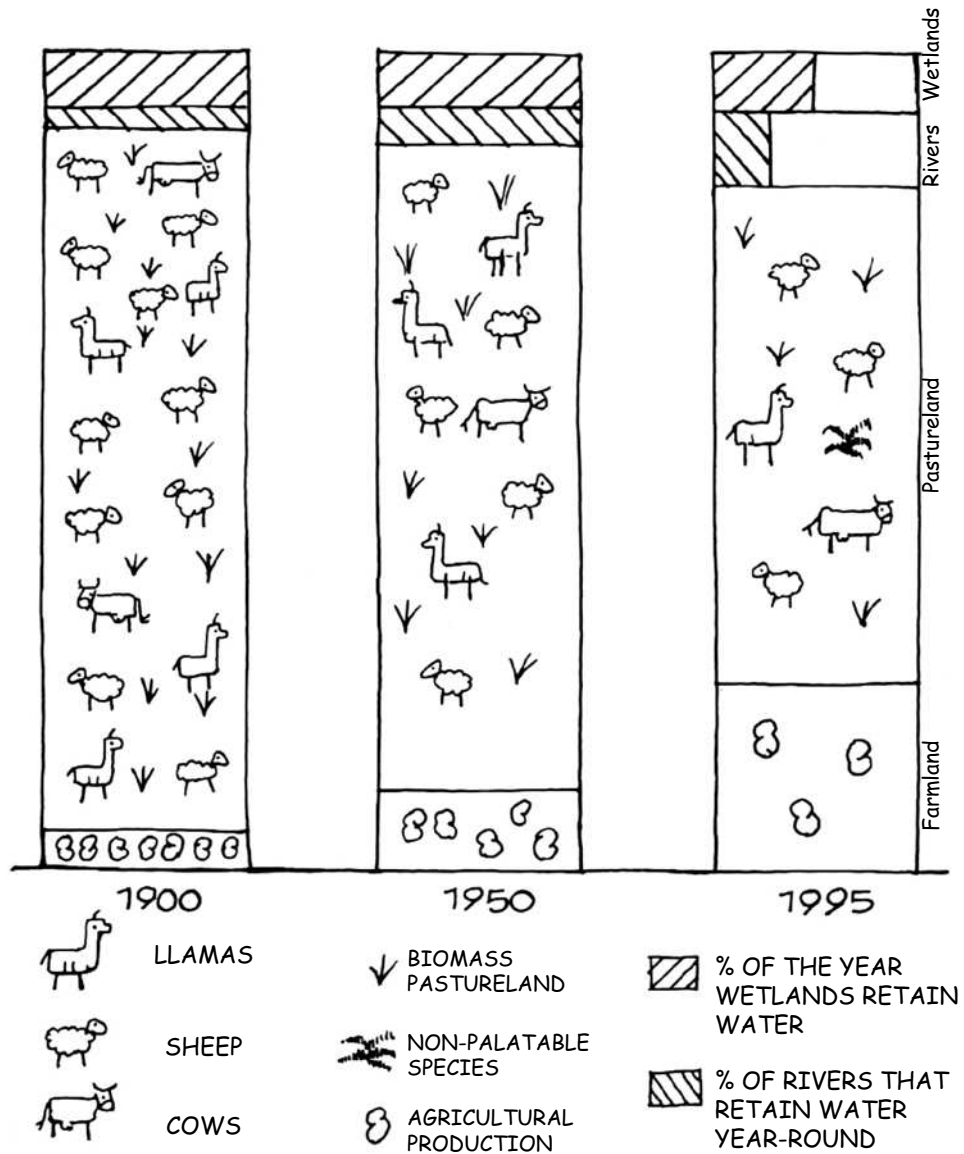 Wetlands
Rivers
Pastureland
Farmland
1900
1950
1995
LLAMAS
SHEEP
COWS
BIOMASS
PASTURELAND
NON-PALATABLE
SPECIES
AGRICULTURAL
PRODUCTION
% OF THE YEAR
WETLANDS RETAIN
WATER
% OF RIVERS THAT
RETAIN WATER
YEAR-ROUND